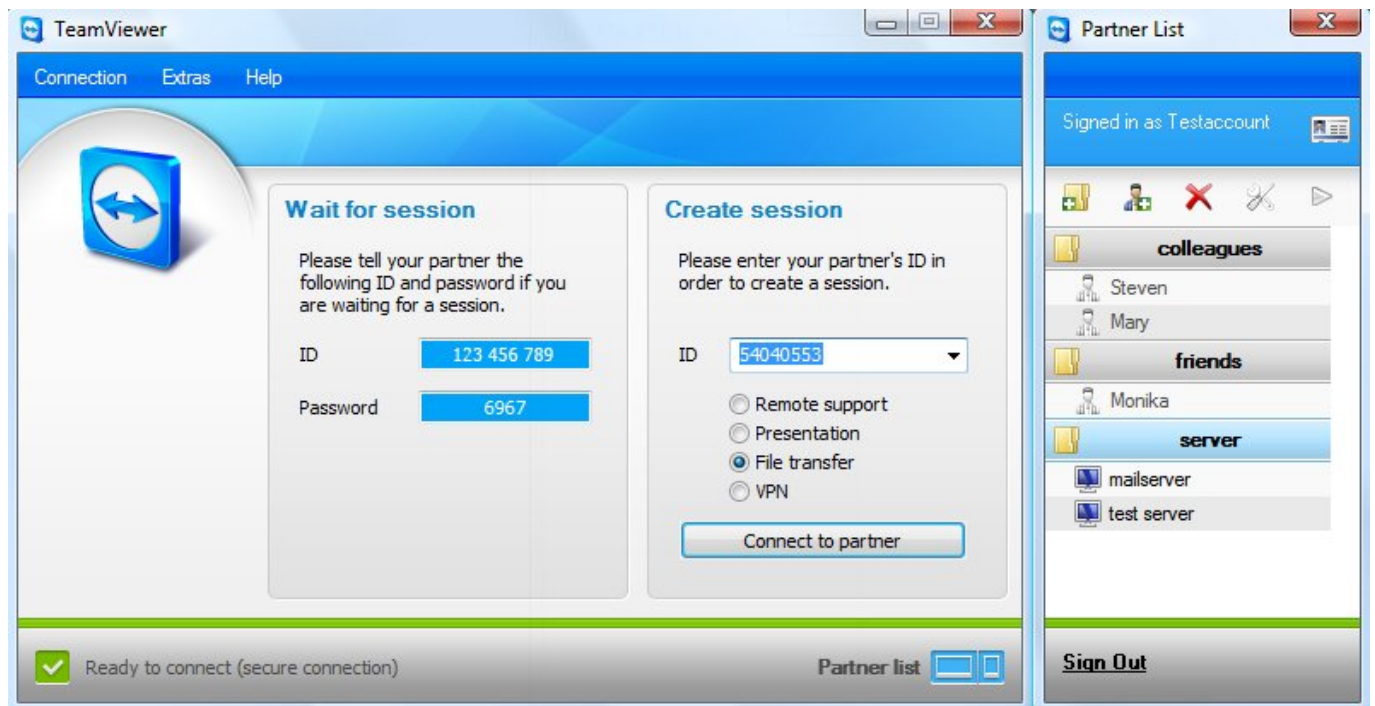 TeamViewer
Connection Extras Help
Wait for session
Please tell your partner the
following ID and password if you
are waiting for a session.
ID 123 456 789
Password 6967
Create session
Please enter your partner's ID in
order to create a session.
ID 54040553
Remote support
Presentation
File transfer
VPN
Connect to partner
Ready to connect (secure connection)
Partner list
Partner List
Signed in as Testaccount
colleagues
Steven
Mary
friends
Monika
server
mailserver
test server
Sign Out